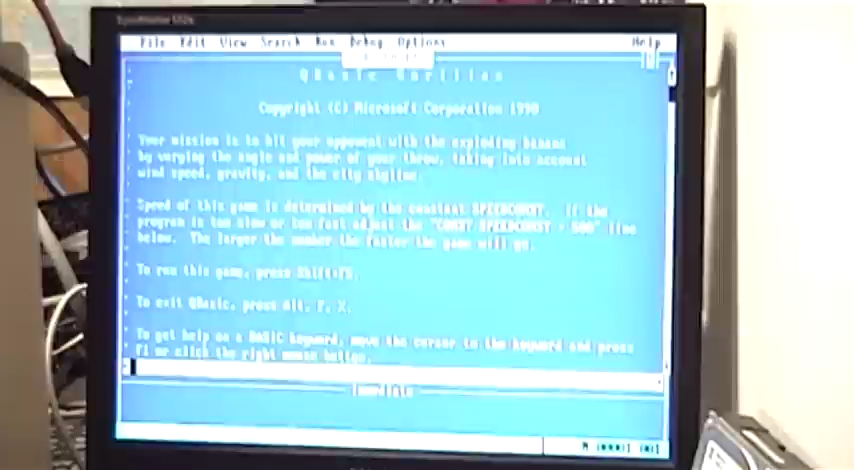 File Edit View Search Run Debug Options Help
QBasic Gorillas
Copyright (C) Microsoft Corporation 1990
Your mission is to hit your opponent with the exploding banana
by varying the angle and power of your throw, taking into account
wind speed, gravity, and the city skyline.
Speed of this game is determined by the constant SPEEDCONST. If the
program is too slow or too fast adjust the "CONST SPEEDCONST = 500" line
below. The larger the number the faster the game will go.
To run this game, press Shift+F5.
To exit QBasic, press Alt, F, X.
To get help on a BASIC keyword, move the cursor to the keyword and press
F1 or click the right mouse button.
Immediate